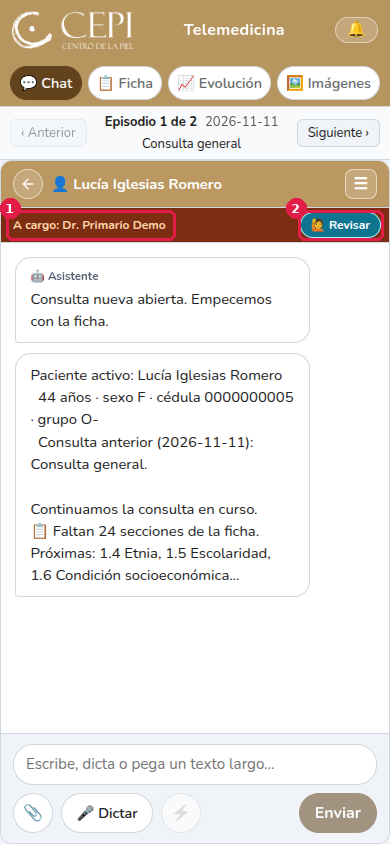 CEPI
CENTRO DE LA PIEL
Telemedicina
🔔
💬 Chat
📋 Ficha
📈 Evolución
🖼️ Imágenes
‹ Anterior
Episodio 1 de 2 2026-11-11
Consulta general
Siguiente ›
← 👤 Lucía Iglesias Romero ☰
1
A cargo: Dr. Primario Demo
2
🙋 Revisar
🤖 Asistente
Consulta nueva abierta. Empecemos
con la ficha.
Paciente activo: Lucía Iglesias Romero
44 años · sexo F · cédula 0000000005
· grupo O-
Consulta anterior (2026-11-11):
Consulta general.
Continuamos la consulta en curso.
📋 Faltan 24 secciones de la ficha.
Próximas: 1.4 Etnia, 1.5 Escolaridad,
1.6 Condición socioeconómica...
Escribe, dicta o pega un texto largo...
📎
🎤 Dictar
⚡
Enviar